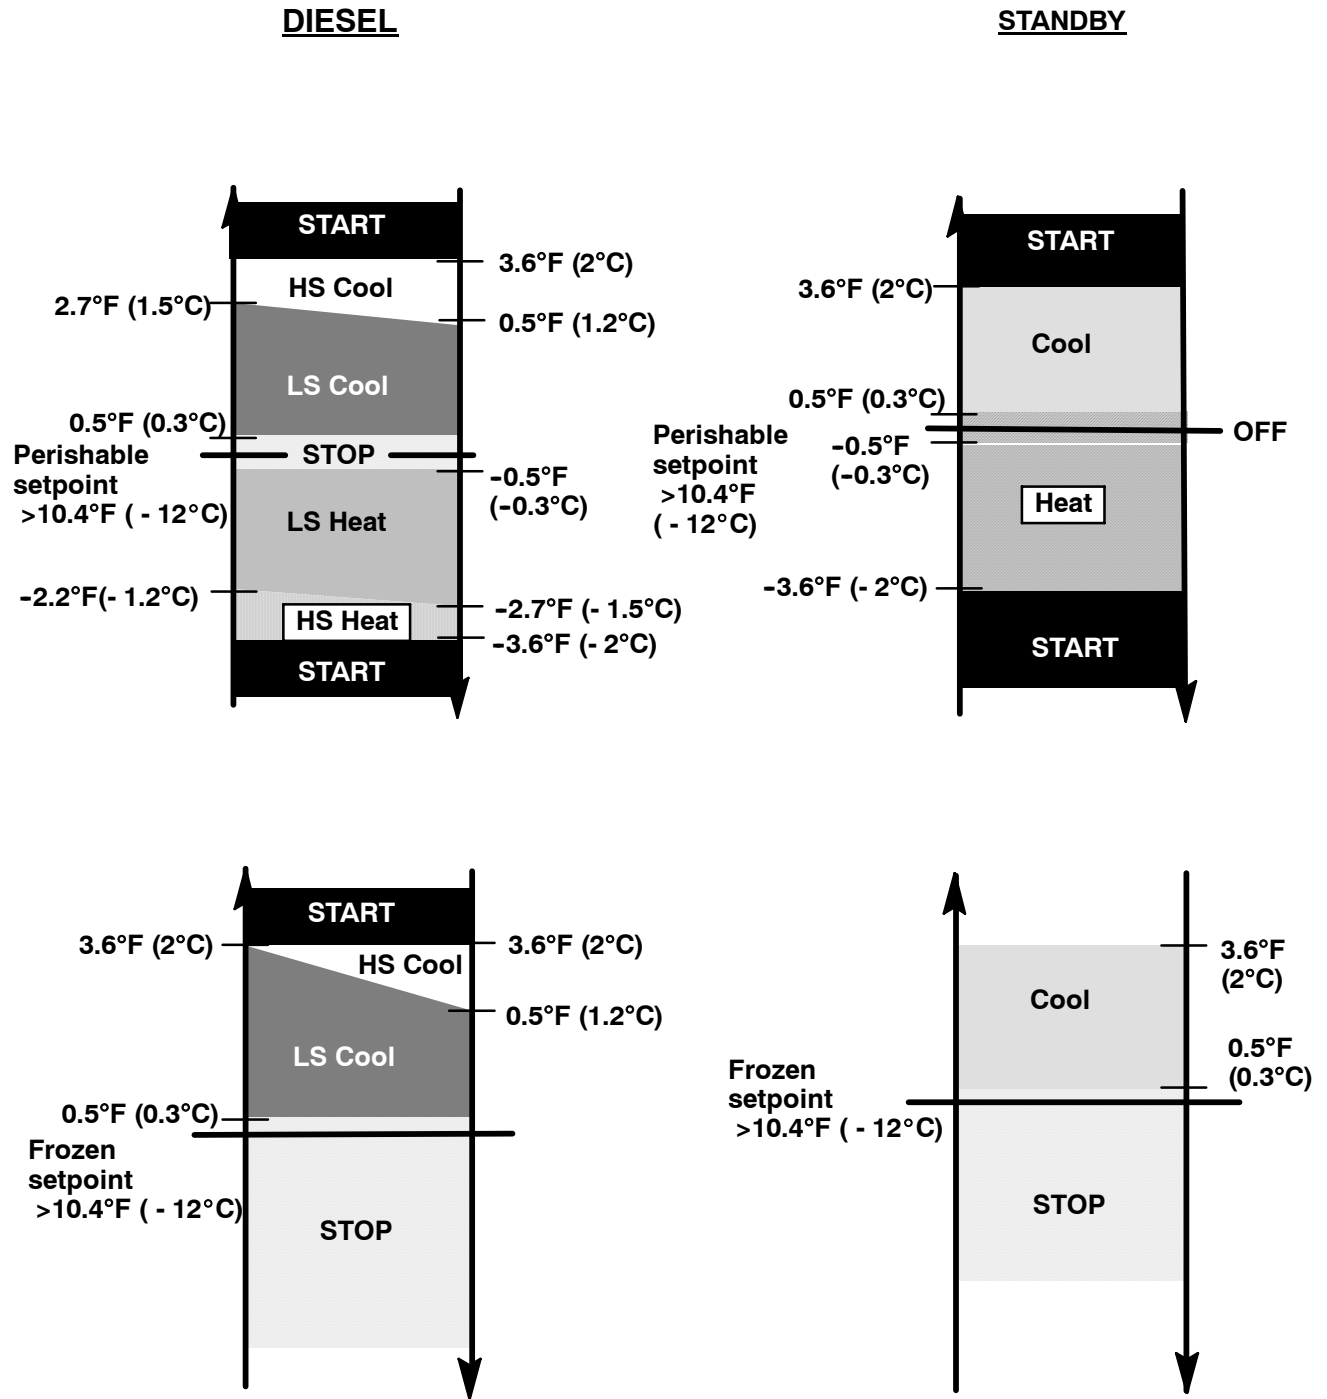 DIESEL
STANDBY
START
3.6°F (2°C)
HS Cool
2.7°F (1.5°C)
0.5°F (1.2°C)
LS Cool
0.5°F (0.3°C)
Perishable
setpoint
>10.4°F ( - 12°C)
STOP
--0.5°F
(--0.3°C)
LS Heat
--2.2°F(- 1.2°C)
--2.7°F (- 1.5°C)
HS Heat
--3.6°F (- 2°C)
START
START
3.6°F (2°C)
Cool
0.5°F (0.3°C)
OFF
Perishable
setpoint
>10.4°F
( - 12°C)
--0.5°F
(--0.3°C)
Heat
--3.6°F (- 2°C)
START
START
3.6°F (2°C)
3.6°F (2°C)
HS Cool
0.5°F (1.2°C)
LS Cool
0.5°F (0.3°C)
Frozen
setpoint
>10.4°F ( - 12°C)
STOP
3.6°F
(2°C)
Cool
0.5°F
(0.3°C)
Frozen
setpoint
>10.4°F ( - 12°C)
STOP